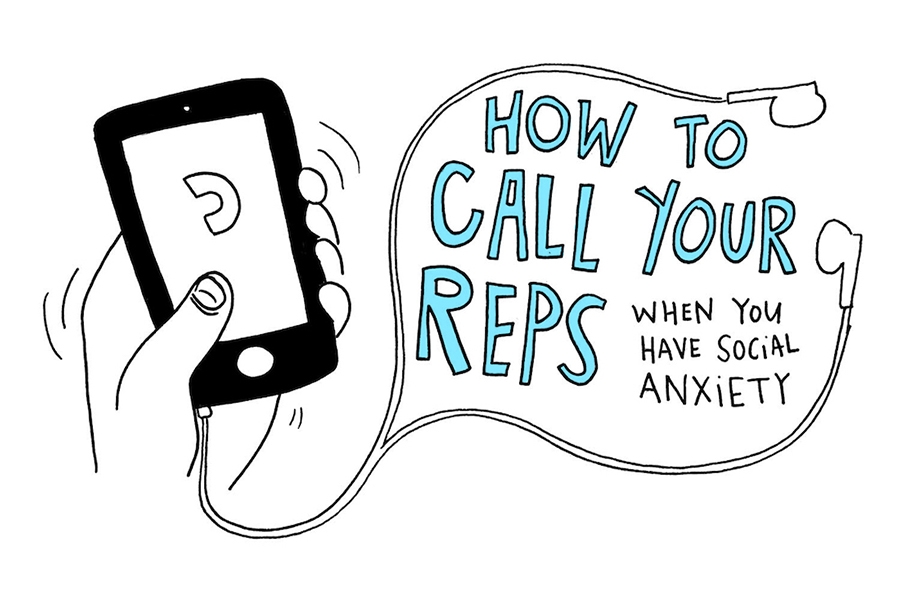 HOW TO
CALL YOUR
REPS
WHEN YOU
HAVE SOCiAL
ANXiETY